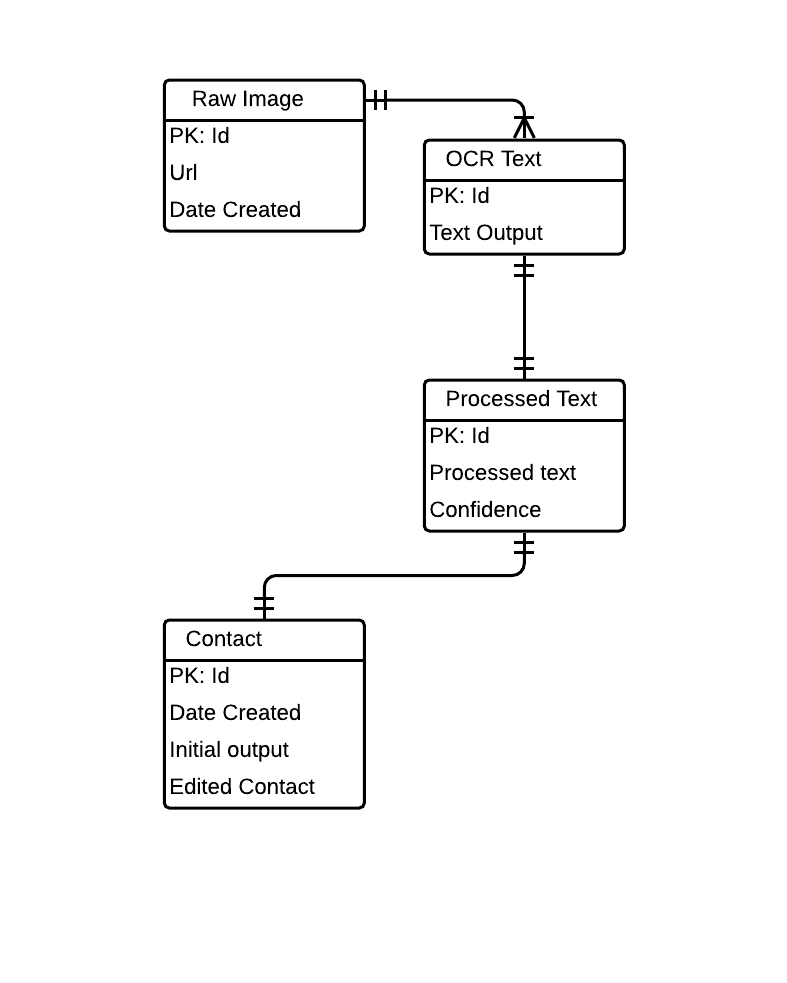 Raw Image
PK: Id
Url
Date Created
OCR Text
PK: Id
Text Output
Processed Text
PK: Id
Processed text
Confidence
Contact
PK: Id
Date Created
Initial output
Edited Contact